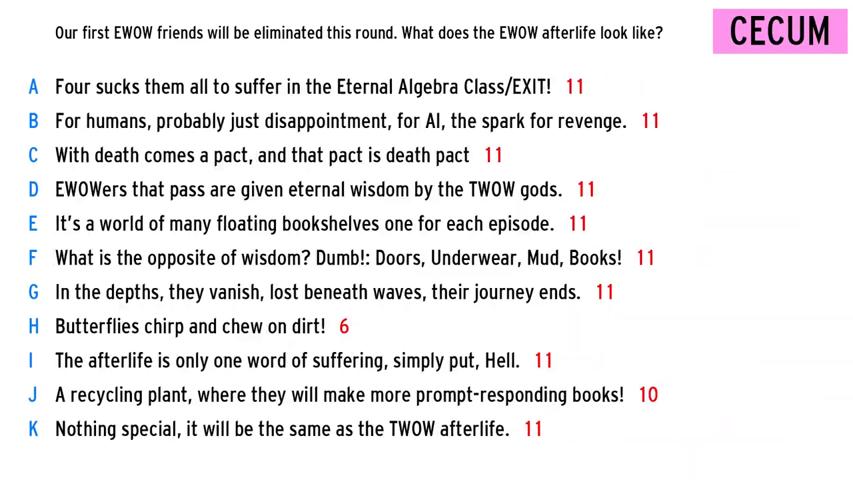 Our first EWOW friends will be eliminated this round. What does the EWOW afterlife look like?
CECUM
A Four sucks them all to suffer in the Eternal Algebra Class/EXIT! 11
B For humans, probably just disappointment, for AI, the spark for revenge. 11
C With death comes a pact, and that pact is death pact 11
D EWOWers that pass are given eternal wisdom by the TWOW gods. 11
E It's a world of many floating bookshelves one for each episode. 11
F What is the opposite of wisdom? Dumb!: Doors, Underwear, Mud, Books! 11
G In the depths, they vanish, lost beneath waves, their journey ends. 11
H Butterflies chirp and chew on dirt! 6
I The afterlife is only one word of suffering, simply put, Hell. 11
J A recycling plant, where they will make more prompt-responding books! 10
K Nothing special, it will be the same as the TWOW afterlife. 11